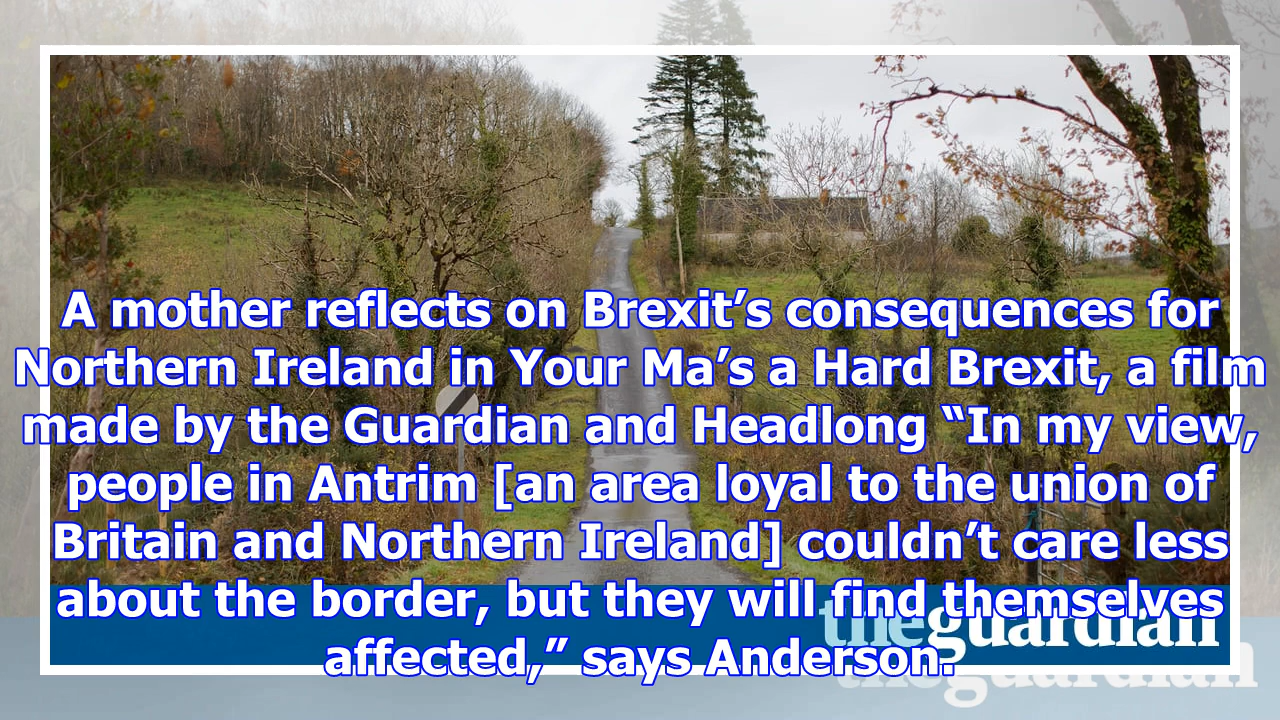 A mother reflects on Brexit’s consequences for
Northern Ireland in Your Ma’s a Hard Brexit, a film
made by the Guardian and Headlong “In my view,
people in Antrim [an area loyal to the union of
Britain and Northern Ireland] couldn’t care less
about the border, but they will find themselves
affected,” says Anderson.
theguardian
theguardian